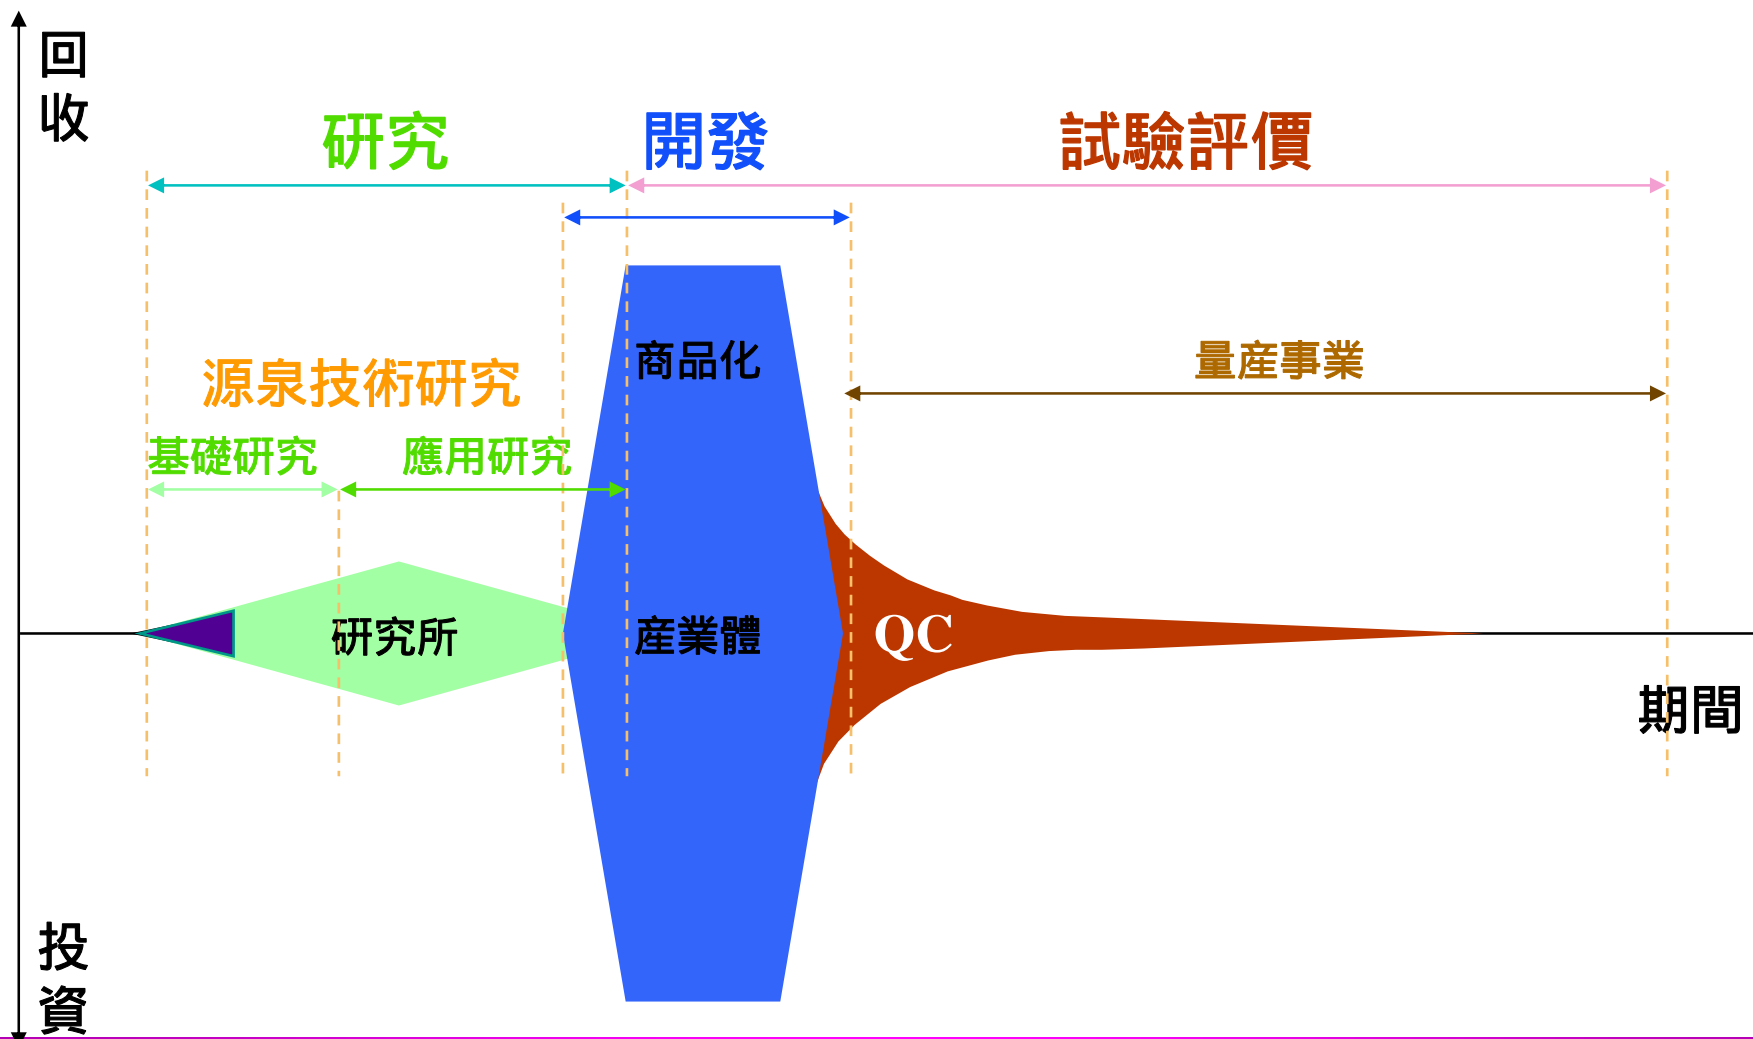 回
收
研究
開發
試驗評價
商品化
量産事業
源泉技術研究
基礎研究
應用研究
研究所
産業體
QC
期間
投
資